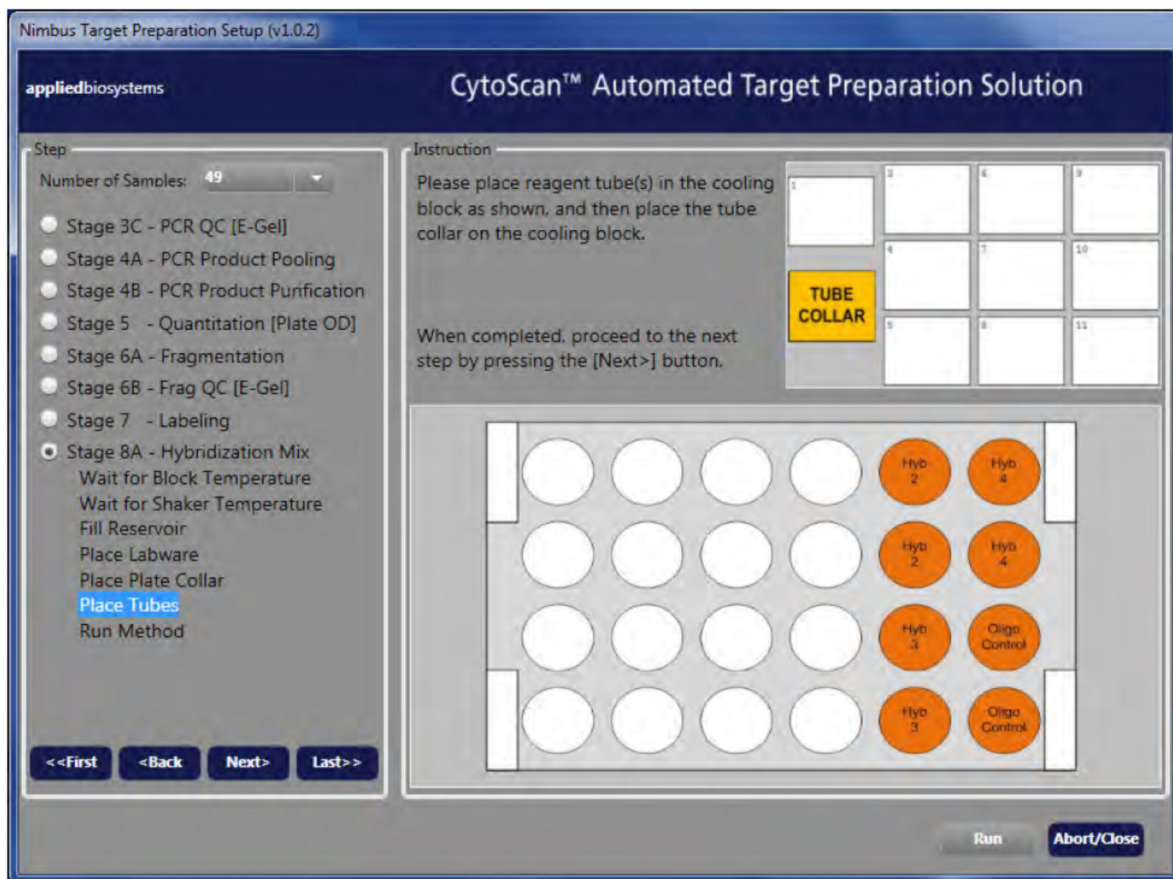 Nimbus Target Preparation Setup (v1.0.2)
appliedbiosystems
CytoScan™ Automated Target Preparation Solution
Step
Number of Samples: 49
Stage 3C - PCR QC [E-Gel]
Stage 4A - PCR Product Pooling
Stage 4B - PCR Product Purification
Stage 5 - Quantitation [Plate OD]
Stage 6A - Fragmentation
Stage 6B - Frag QC [E-Gel]
Stage 7 - Labeling
Stage 8A - Hybridization Mix
Wait for Block Temperature
Wait for Shaker Temperature
Fill Reservoir
Place Labware
Place Plate Collar
Place Tubes
Run Method
<<First
<Back
Next>
Last>>
Instruction
Please place reagent tube(s) in the cooling
block as shown, and then place the tube
collar on the cooling block.
When completed, proceed to the next
step by pressing the [Next>] button.
1
3
6
9
4
7
10
TUBE
COLLAR
5
8
11
Hyb
2
Hyb
4
Hyb
2
Hyb
4
Hyb
3
Oligo
Control
Hyb
3
Oligo
Control
Run
Abort/Close